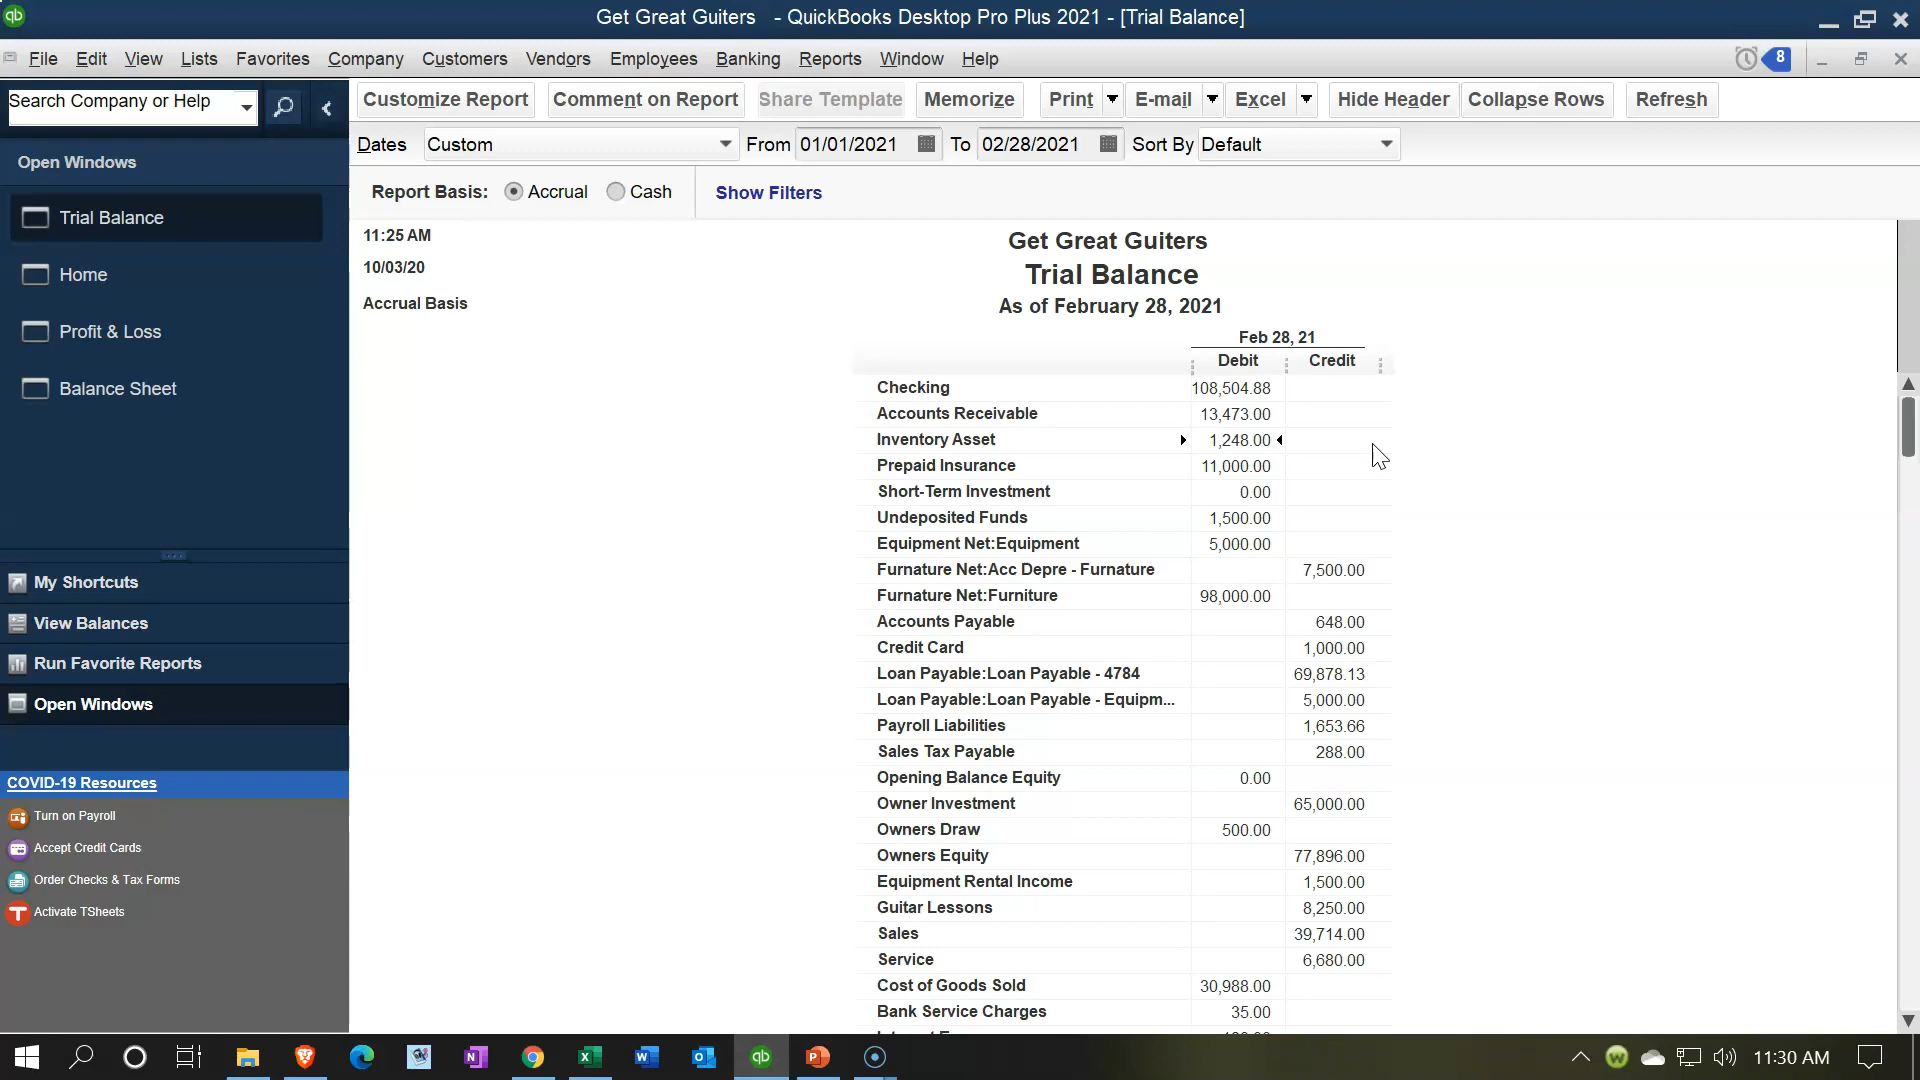 qb
Get Great Guiters - QuickBooks Desktop Pro Plus 2021 - [Trial Balance]
File Edit View Lists Favorites Company Customers Vendors Employees Banking Reports Window Help
8
Search Company or Help
Customize Report Comment on Report Share Template Memorize Print E-mail Excel Hide Header Collapse Rows Refresh
Dates Custom From 01/01/2021 To 02/28/2021 Sort By Default
Report Basis: Accrual Cash Show Filters
Open Windows
Trial Balance
Home
Profit & Loss
Balance Sheet
My Shortcuts
View Balances
Run Favorite Reports
Open Windows
COVID-19 Resources
Turn on Payroll
Accept Credit Cards
Order Checks & Tax Forms
Activate TSheets
11:25 AM
10/03/20
Accrual Basis
Get Great Guiters
Trial Balance
As of February 28, 2021
Feb 28, 21
Debit Credit
Checking 108,504.88
Accounts Receivable 13,473.00
Inventory Asset 1,248.00
Prepaid Insurance 11,000.00
Short-Term Investment 0.00
Undeposited Funds 1,500.00
Equipment Net:Equipment 5,000.00
Furnature Net:Acc Depre - Furnature 7,500.00
Furnature Net:Furniture 98,000.00
Accounts Payable 648.00
Credit Card 1,000.00
Loan Payable:Loan Payable - 4784 69,878.13
Loan Payable:Loan Payable - Equipm... 5,000.00
Payroll Liabilities 1,653.66
Sales Tax Payable 288.00
Opening Balance Equity 0.00
Owner Investment 65,000.00
Owners Draw 500.00
Owners Equity 77,896.00
Equipment Rental Income 1,500.00
Guitar Lessons 8,250.00
Sales 39,714.00
Service 6,680.00
Cost of Goods Sold 30,988.00
Bank Service Charges 35.00
11:30 AM